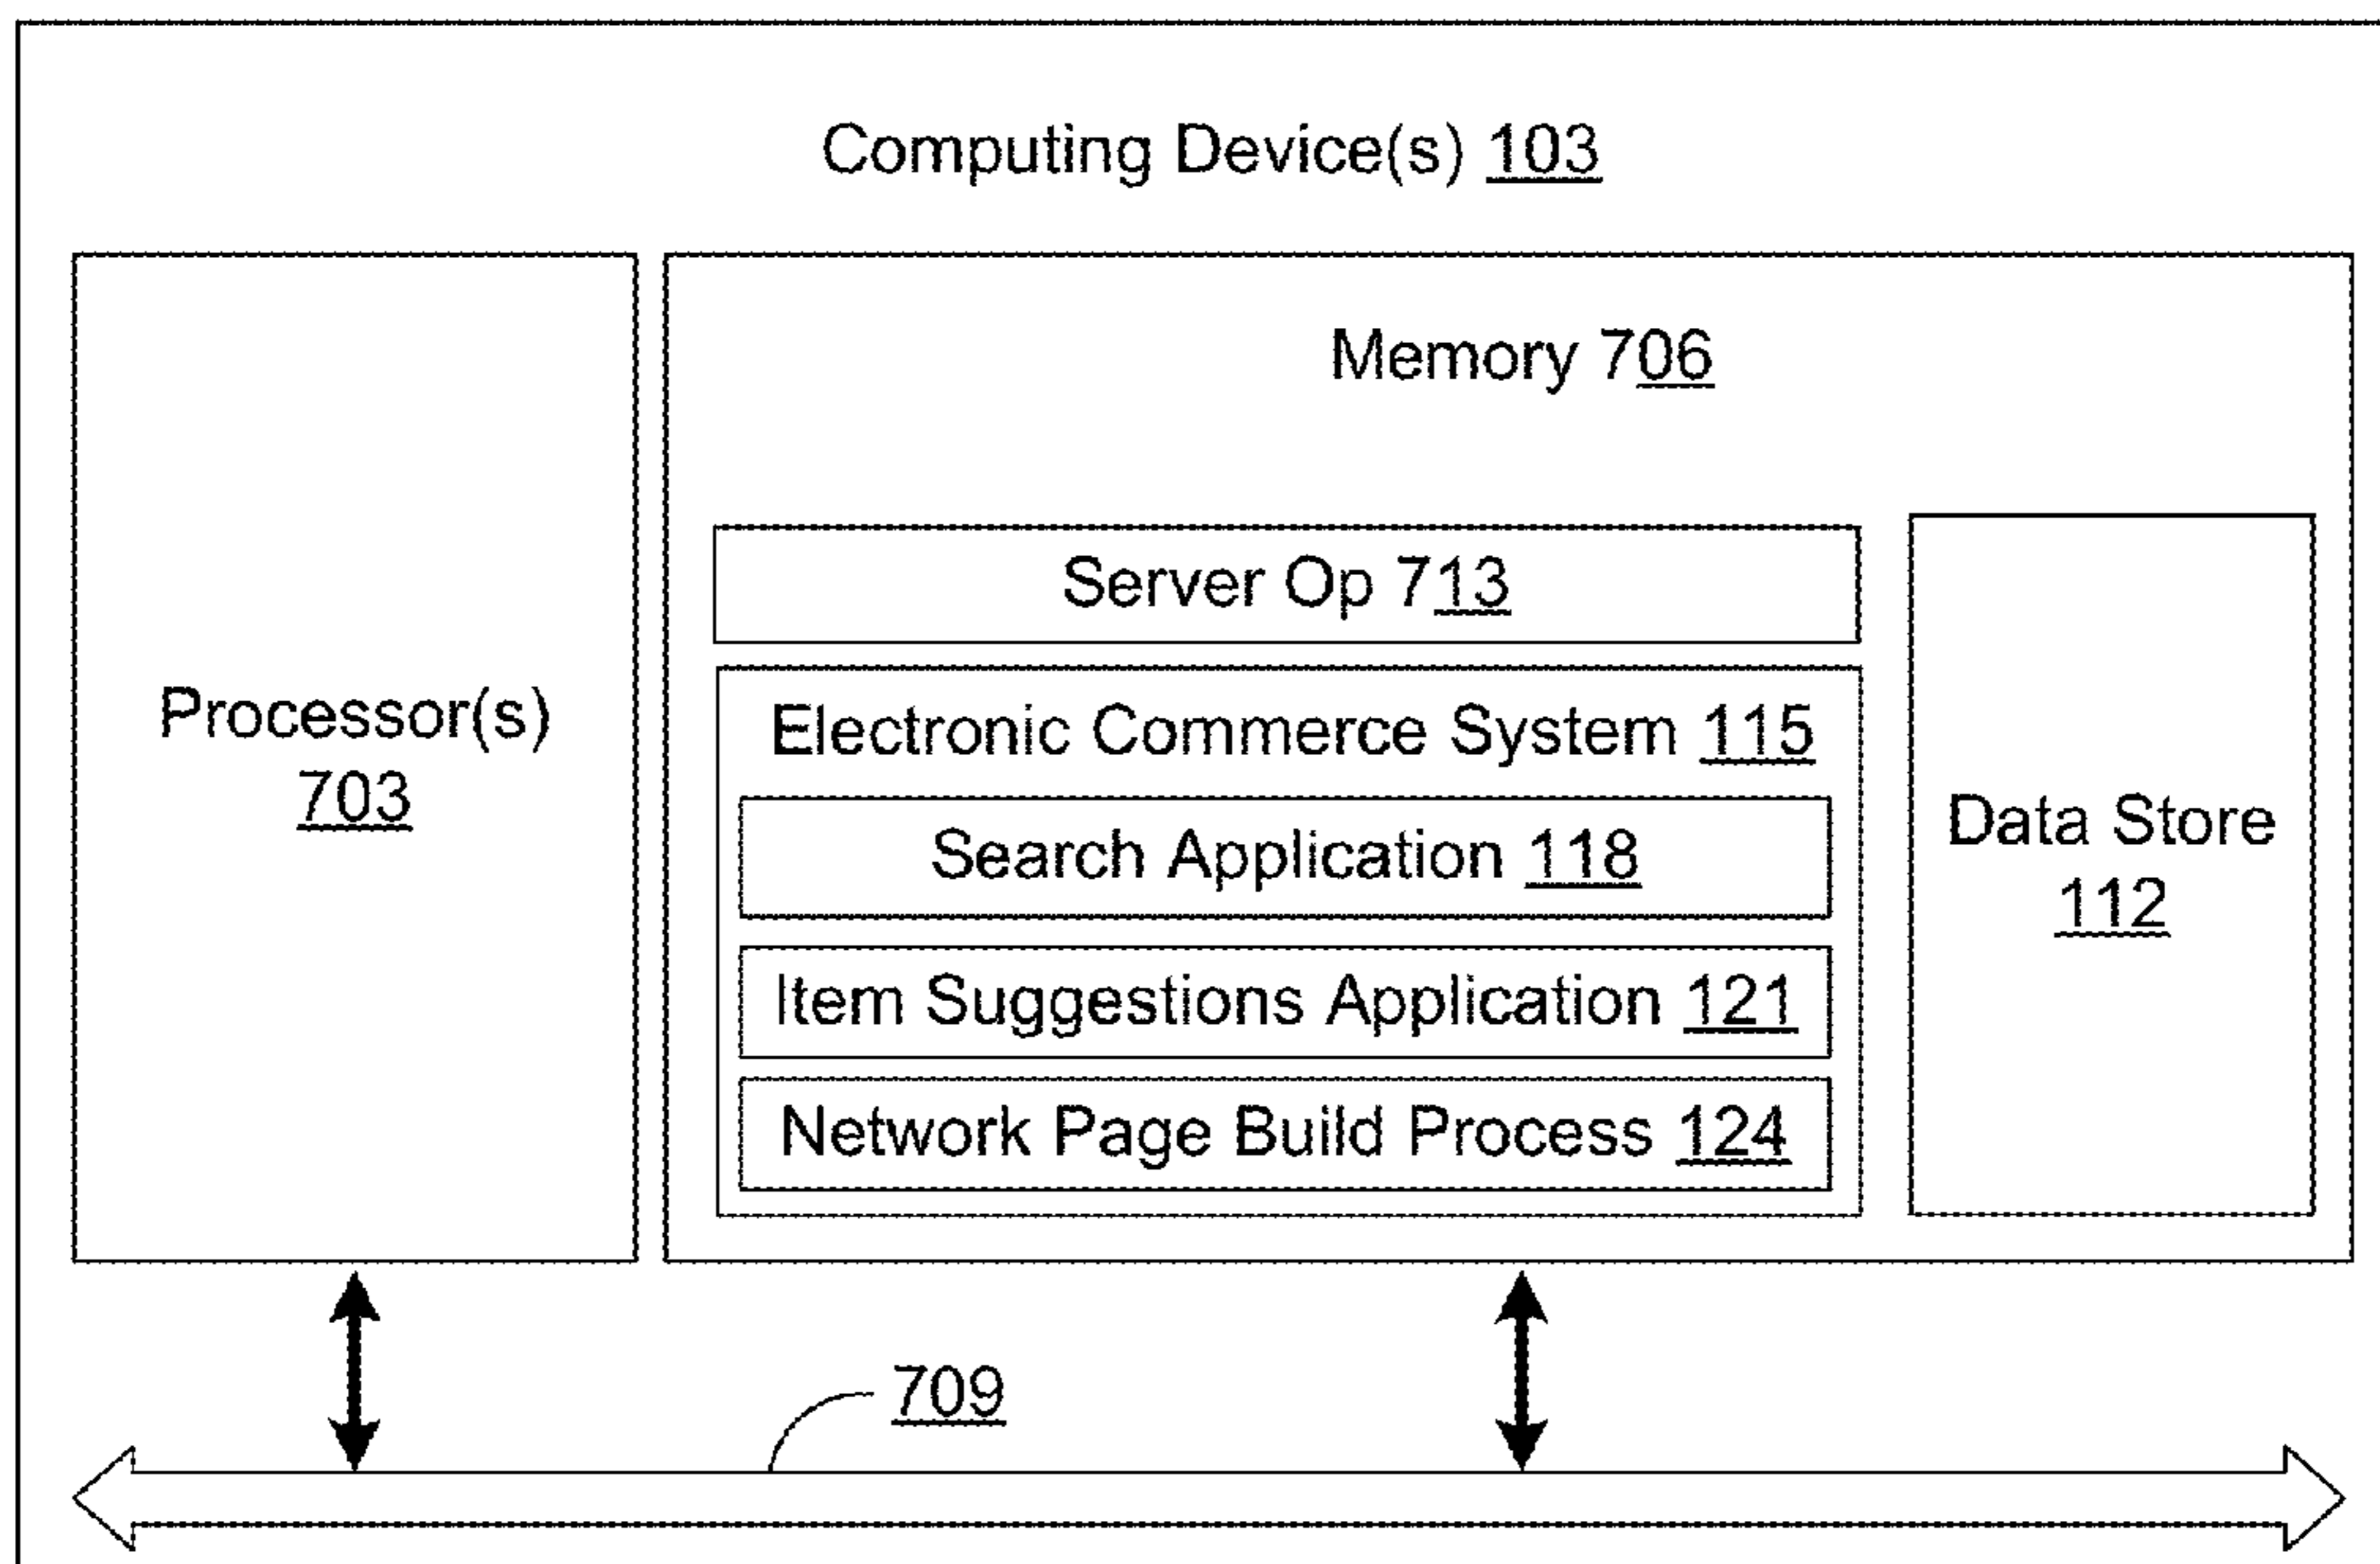 Computing Device(s) 103
Memory 706
Server Op 713
Processor(s)
703
Electronic Commerce System 115
Search Application 118
Data Store
112
Item Suggestions Application 121
Network Page Build Process 124
709